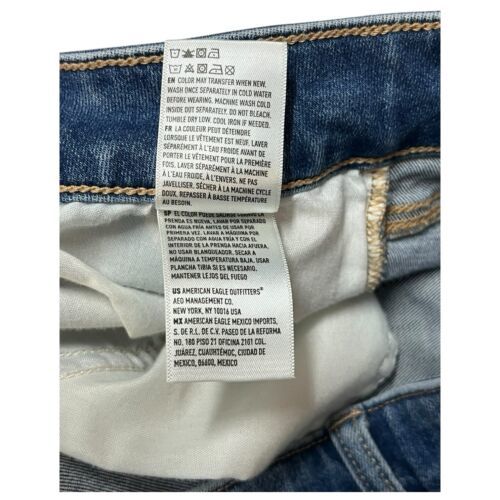 EN COLOR MAY TRANSFER WHEN NEW.
WASH ONCE SEPARATELY IN COLD WATER
BEFORE WEARING. MACHINE WASH COLD
INSIDE OUT SEPARATELY. DO NOT BLEACH.
TUMBLE DRY LOW. COOL IRON IF NEEDED.
FR LA COULEUR PEUT DÉTEINDRE
LORSQUE LE VÊTEMENT EST NEUF. LAVER
SÉPARÉMENT À L'EAU FROIDE AVANT DE
PORTER LE VÊTEMENT POUR LA PREMIÈRE
FOIS. LAVER SÉPARÉMENT À LA MACHINE
À L'EAU FROIDE, À L'ENVERS. NE PAS
JAVELLISER. SÉCHER À LA MACHINE CYCLE
DOUX. REPASSER À BASSE TEMPÉRATURE
AU BESOIN.
SP EL COLOR PUEDE SALIRSE CUANDO LA
PRENDA ES NUEVA. LAVAR POR SEPARADO
CON AGUA FRÍA ANTES DE USAR POR
PRIMERA VEZ. LAVAR A MÁQUINA POR
SEPARADO CON AGUA FRÍA Y CON EL
INTERIOR DE LA PRENDA HACIA AFUERA.
NO USAR BLANQUEADOR. SECAR A
MÁQUINA A TEMPERATURA BAJA. USAR
PLANCHA TIBIA SI ES NECESARIO.
MANTENER LEJOS DEL FUEGO
US AMERICAN EAGLE OUTFITTERS®
AEO MANAGEMENT CO.
NEW YORK, NY 10016 USA
MX AMERICAN EAGLE MEXICO IMPORTS,
S. DE R.L. DE C.V. PASEO DE LA REFORMA
NO. 180 PISO 21 OFICINA 2101 COL.
JUÁREZ, CUAUHTÉMOC, CIUDAD DE
MEXICO, MEXICO 06600